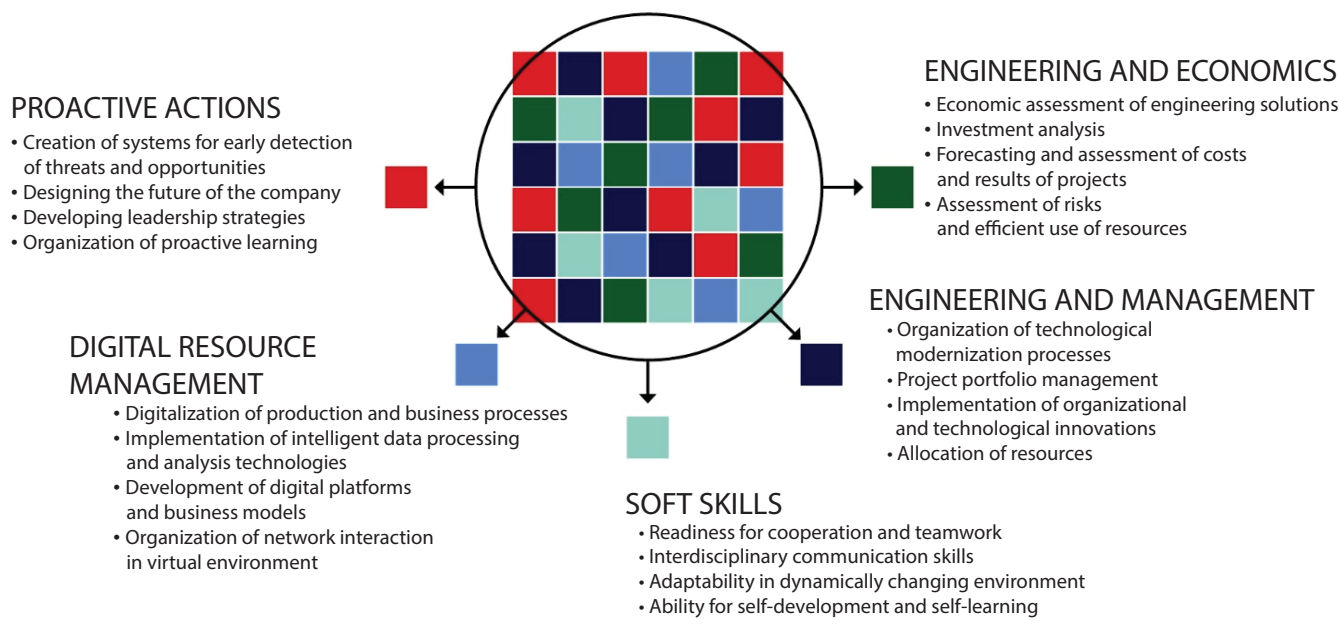 PROACTIVE ACTIONS
• Creation of systems for early detection
of threats and opportunities
• Designing the future of the company
• Developing leadership strategies
• Organization of proactive learning
ENGINEERING AND ECONOMICS
• Economic assessment of engineering solutions
• Investment analysis
• Forecasting and assessment of costs
and results of projects
• Assessment of risks
and efficient use of resources
DIGITAL RESOURCE
MANAGEMENT
• Digitalization of production and business processes
• Implementation of intelligent data processing
and analysis technologies
• Development of digital platforms
and business models
• Organization of network interaction
in virtual environment
ENGINEERING AND MANAGEMENT
• Organization of technological
modernization processes
• Project portfolio management
• Implementation of organizational
and technological innovations
• Allocation of resources
SOFT SKILLS
• Readiness for cooperation and teamwork
• Interdisciplinary communication skills
• Adaptability in dynamically changing environment
• Ability for self-development and self-learning